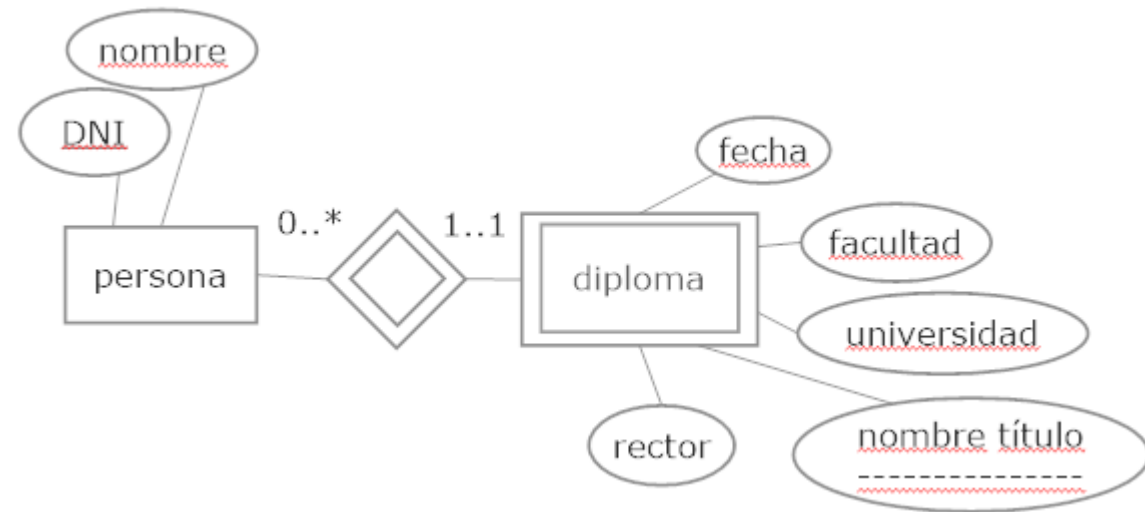 nombre
DNI
fecha
0..*
1..1
persona
diploma
facultad
universidad
rector
nombre título
---------------